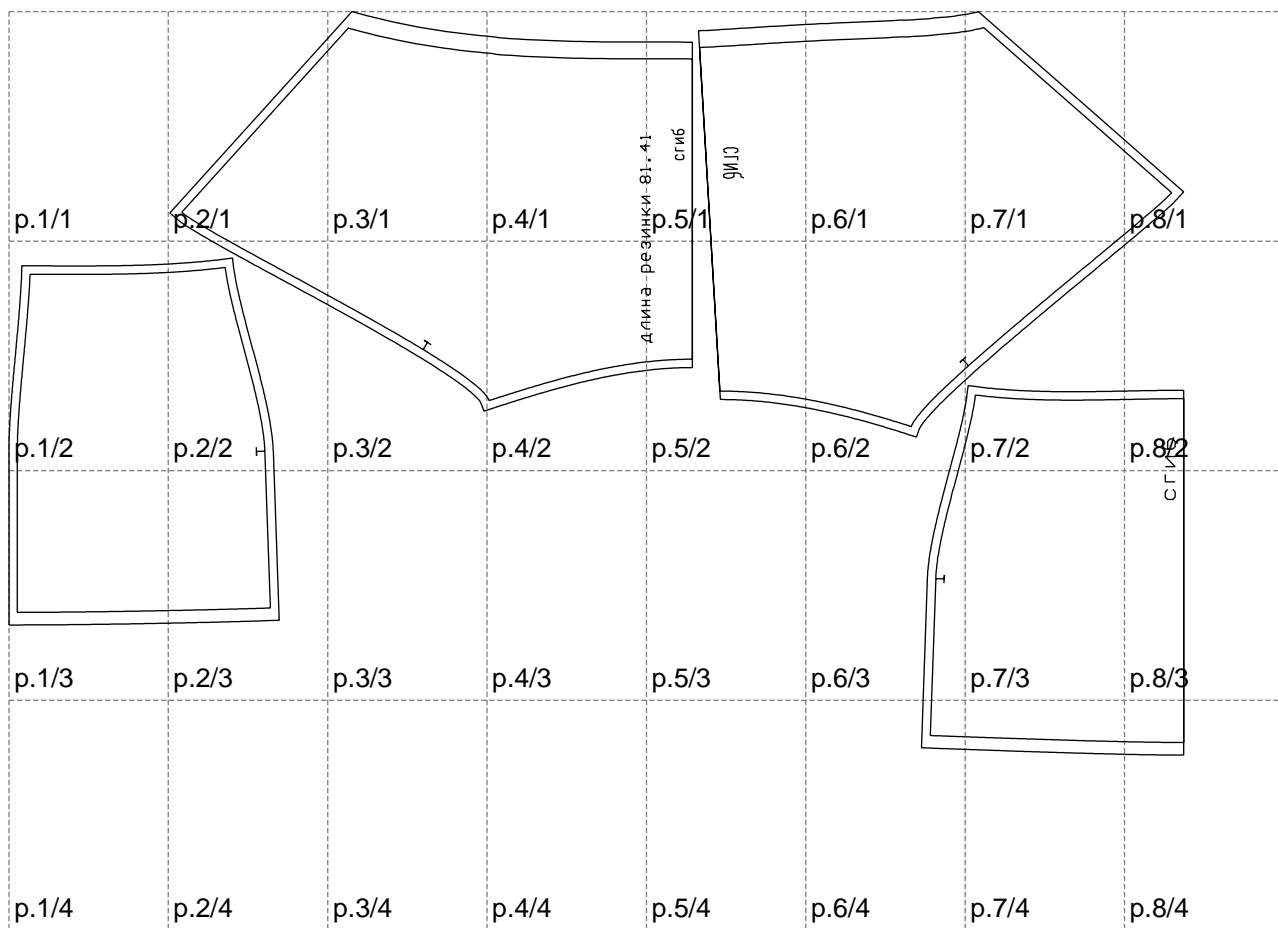 сгиб
длина резинки 81.41
сгиб
p.1/1 p.2/1 p.3/1 p.4/1 p.5/1 p.6/1 p.7/1 p.8/1
p.1/2 p.2/2 p.3/2 p.4/2 p.5/2 p.6/2 p.7/2 p.8/2
сгиб
p.1/3 p.2/3 p.3/3 p.4/3 p.5/3 p.6/3 p.7/3 p.8/3
p.1/4 p.2/4 p.3/4 p.4/4 p.5/4 p.6/4 p.7/4 p.8/4